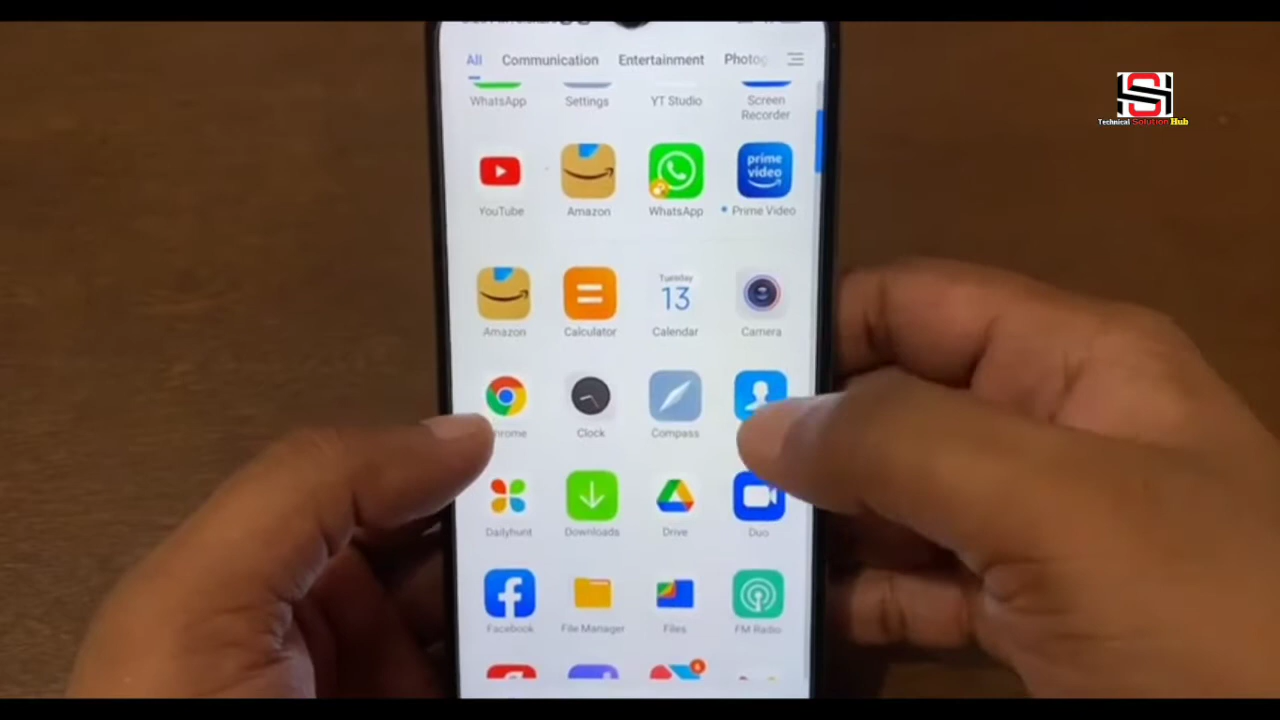 All Communication Entertainment Photog
WhatsApp Settings YT Studio Screen
Recorder
prime
video
YouTube Amazon WhatsApp Prime Video
Tuesday
13
Amazon Calculator Calendar Camera
hrome Clock Compass
Dailyhunt Downloads Drive Duo
Facebook File Manager Files FM Radio
6
Technical Solution Hub